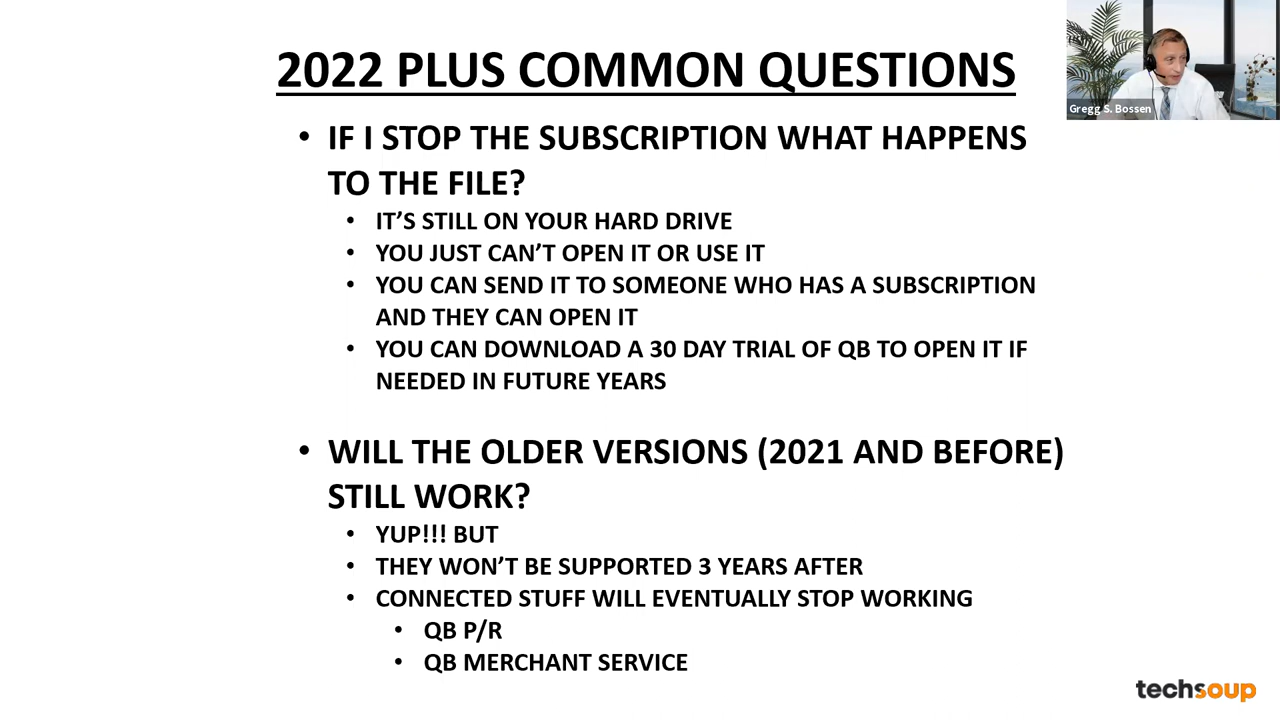 2022 PLUS COMMON QUESTIONS
Gregg S. Bossen
• IF I STOP THE SUBSCRIPTION WHAT HAPPENS
TO THE FILE?
• IT’S STILL ON YOUR HARD DRIVE
• YOU JUST CAN’T OPEN IT OR USE IT
• YOU CAN SEND IT TO SOMEONE WHO HAS A SUBSCRIPTION
AND THEY CAN OPEN IT
• YOU CAN DOWNLOAD A 30 DAY TRIAL OF QB TO OPEN IT IF
NEEDED IN FUTURE YEARS
• WILL THE OLDER VERSIONS (2021 AND BEFORE)
STILL WORK?
• YUP!!! BUT
• THEY WON’T BE SUPPORTED 3 YEARS AFTER
• CONNECTED STUFF WILL EVENTUALLY STOP WORKING
• QB P/R
• QB MERCHANT SERVICE
techsoup